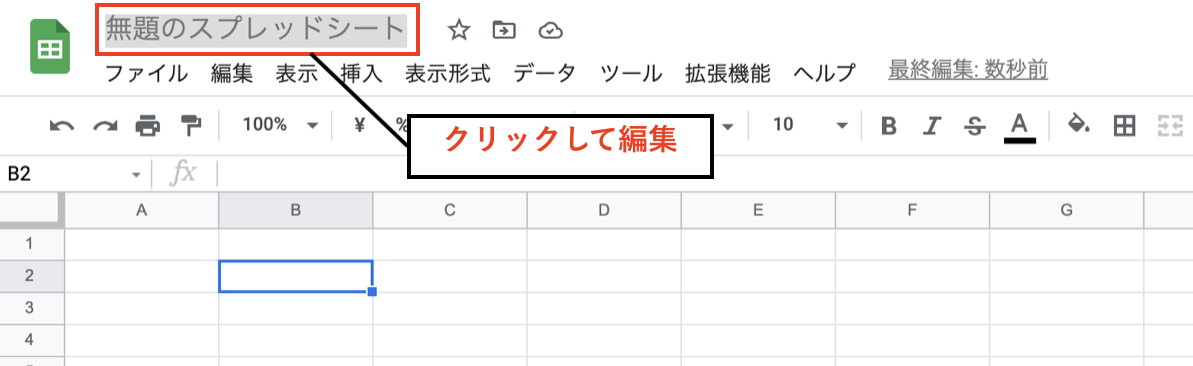 無題のスプレッドシート
ファイル 編集 表示 挿入 表示形式 データ ツール 拡張機能 ヘルプ 最終編集: 数秒前
100% ¥ % 10 B I S A
クリックして編集
B2 fx
A B C D E F G
1
2
3
4